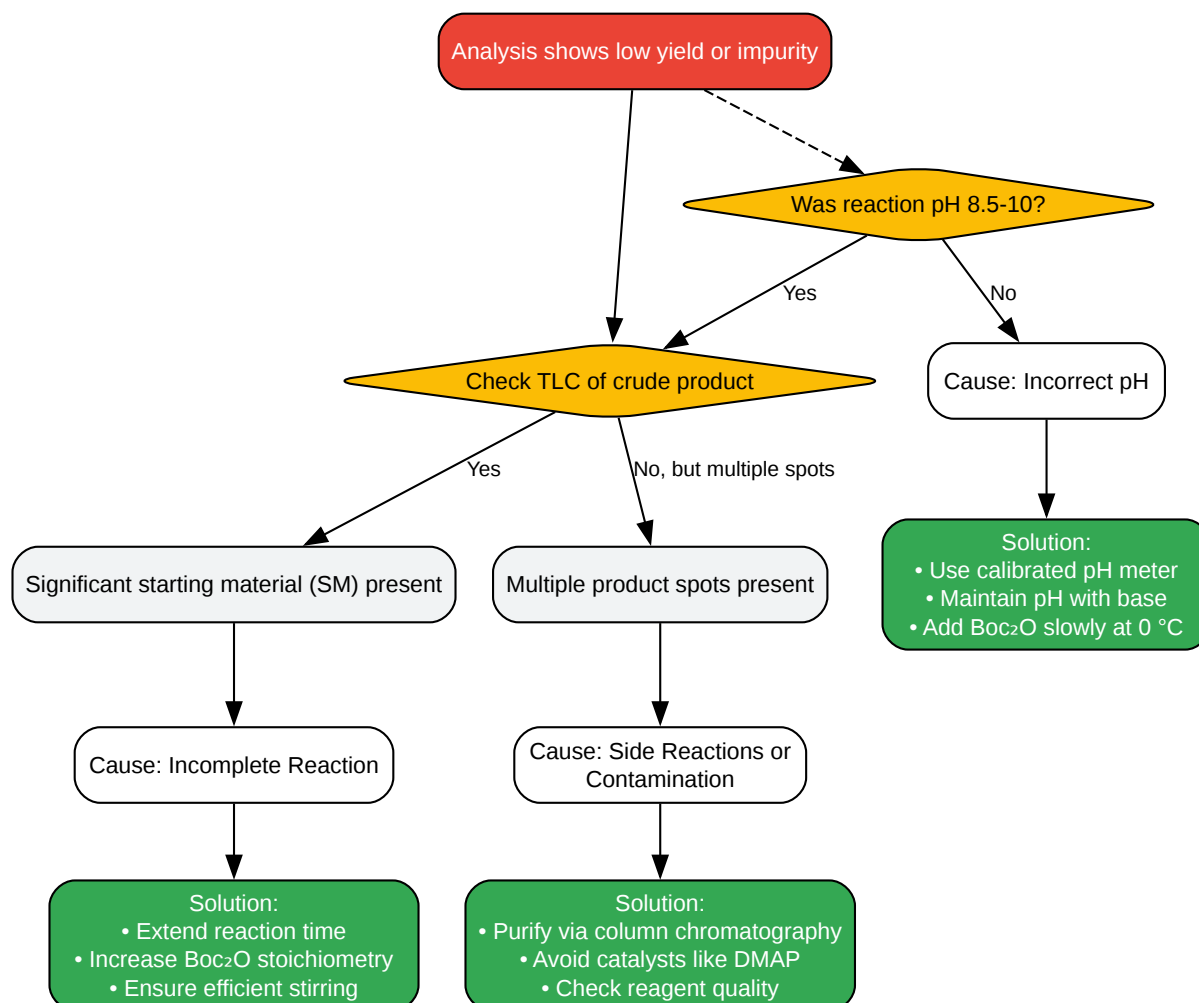 Analysis shows low yield or impurity
Was reaction pH 8.5-10?
Yes
No
Check TLC of crude product
Cause: Incorrect pH
Yes
No, but multiple spots
Solution:
• Use calibrated pH meter
• Maintain pH with base
• Add Boc₂O slowly at 0 °C
Significant starting material (SM) present
Multiple product spots present
Cause: Incomplete Reaction
Cause: Side Reactions or
Contamination
Solution:
• Extend reaction time
• Increase Boc₂O stoichiometry
• Ensure efficient stirring
Solution:
• Purify via column chromatography
• Avoid catalysts like DMAP
• Check reagent quality